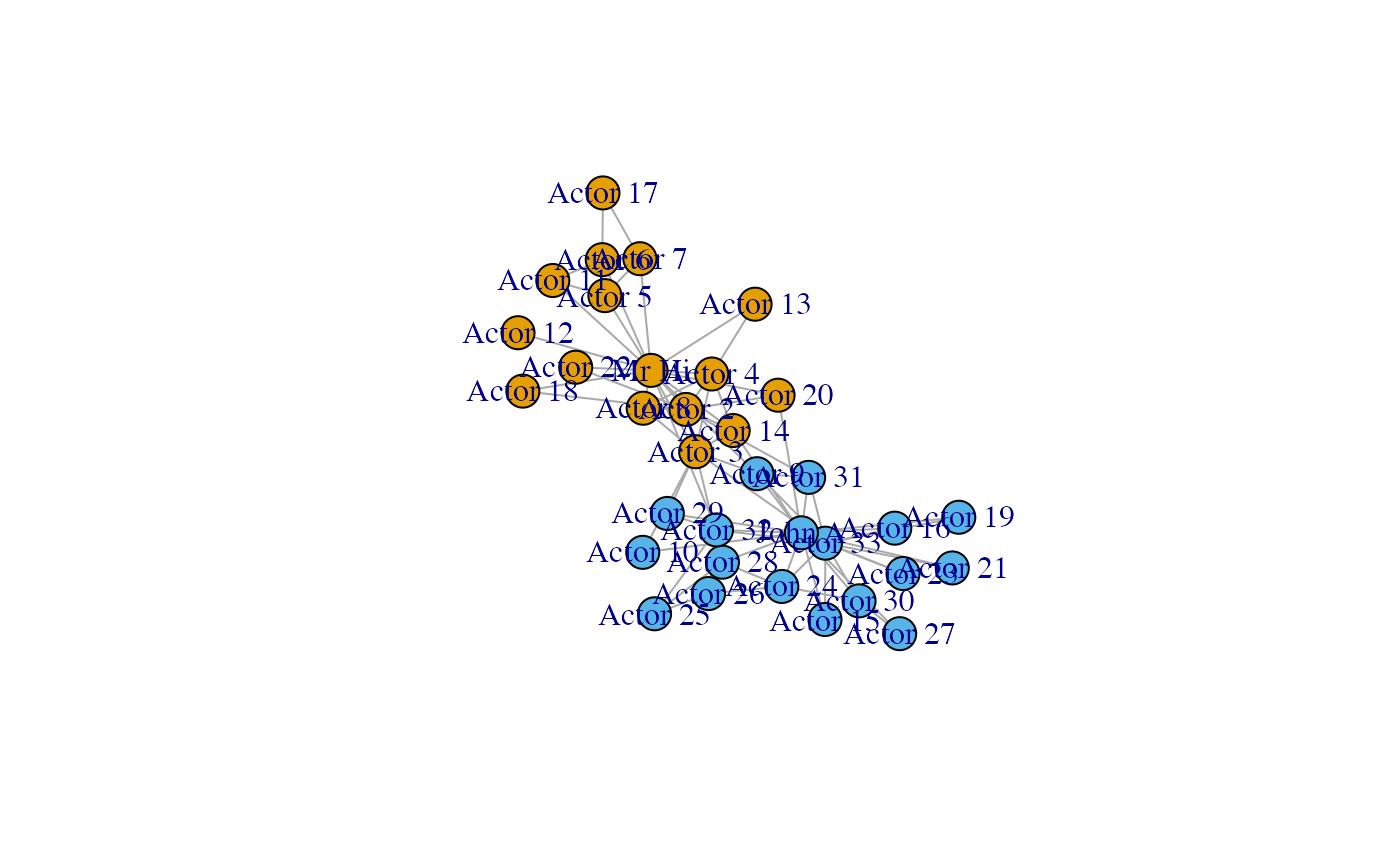 Actor 17
Actor 6
Actor 7
Actor 11
Actor 5
Actor 13
Actor 12
Actor 22
Mr Hi
Actor 4
Actor 18
Actor 20
Actor 8
Actor 2
Actor 14
Actor 3
Actor 9
Actor 31
Actor 29
Actor 19
Actor 32
John A
Actor 16
Actor 33
Actor 10
Actor 28
Actor 23
Actor 21
Actor 24
Actor 26
Actor 30
Actor 25
Actor 15
Actor 27